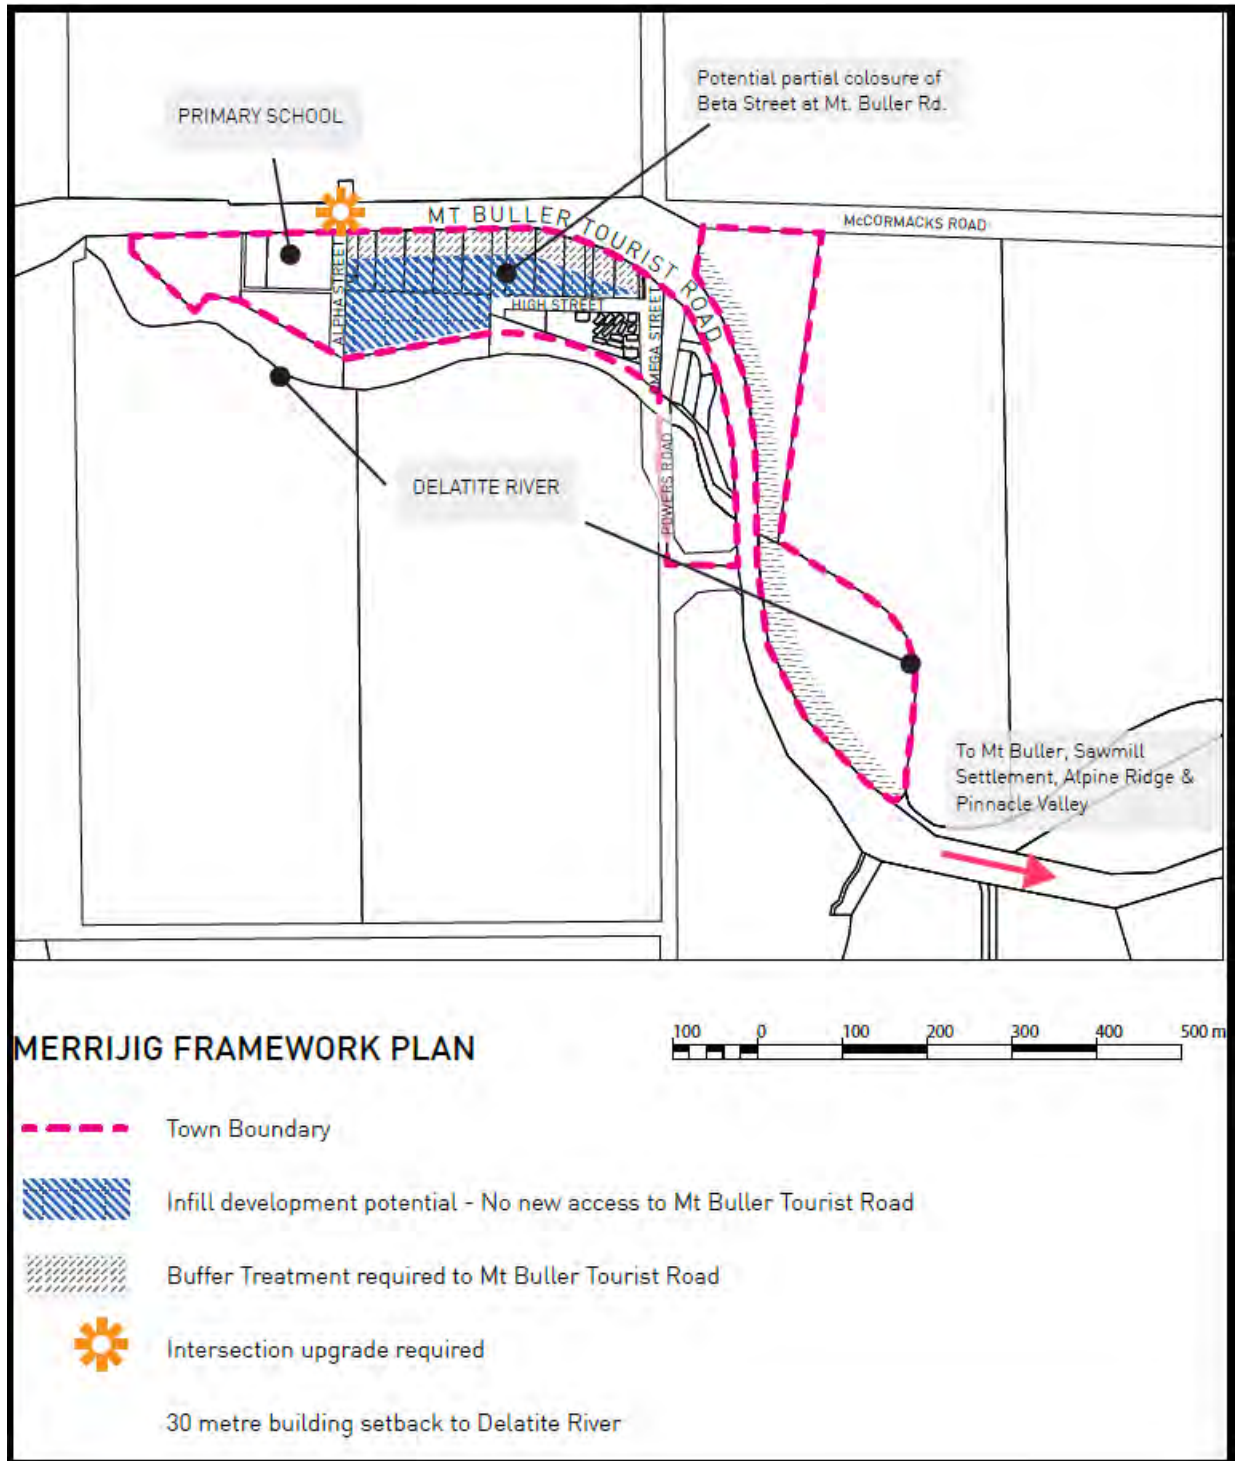 Potential partial colosure of
Beta Street at Mt. Buller Rd.
PRIMARY SCHOOL
MT BULLER TOURIST ROAD
McCORMACKS ROAD
ALPHA STREET
HIGH STREET
MEGA STREET
POWERS ROAD
DELATITE RIVER
To Mt Buller, Sawmill
Settlement, Alpine Ridge &
Pinnacle Valley
MERRIJIG FRAMEWORK PLAN
100 0 100 200 300 400 500 m
Town Boundary
Infill development potential - No new access to Mt Buller Tourist Road
Buffer Treatment required to Mt Buller Tourist Road
Intersection upgrade required
30 metre building setback to Delatite River